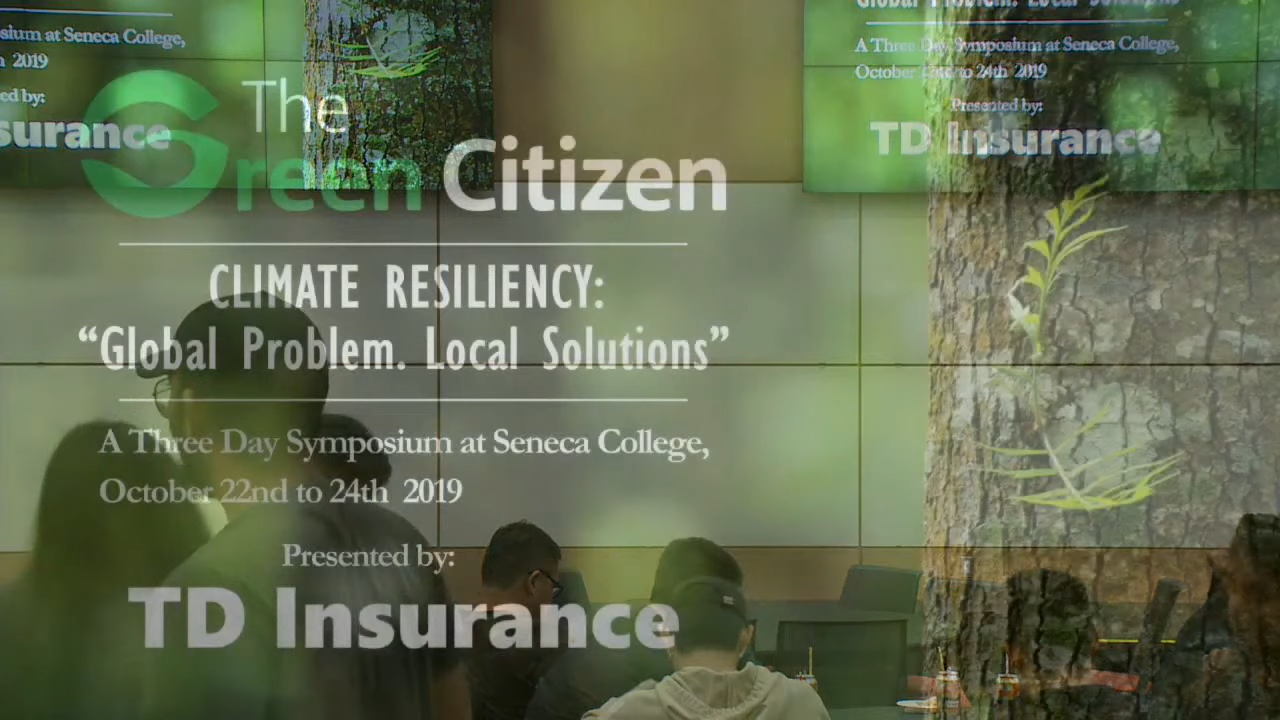 sium at Seneca College,
2019
ed by:
surance
A Three Day Symposium at Seneca College,
October 22nd to 24th 2019
Presented by:
TD Insurance
The
Green Citizen
CLIMATE RESILIENCY:
“Global Problem. Local Solutions”
A Three Day Symposium at Seneca College,
October 22nd to 24th 2019
Presented by:
TD Insurance